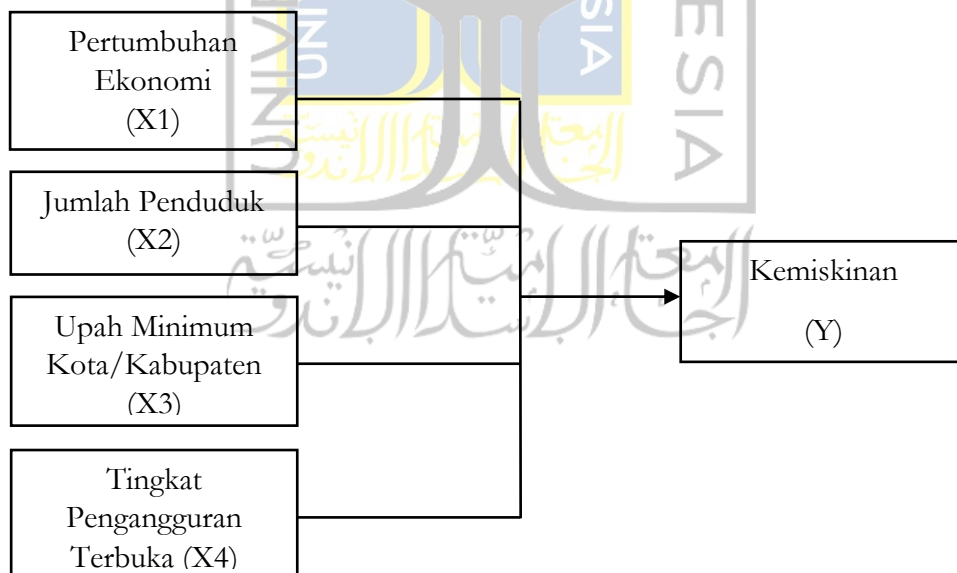 Pertumbuhan
Ekonomi
(X1)
Jumlah Penduduk
(X2)
Upah Minimum
Kota/Kabupaten
(X3)
Tingkat
Pengangguran
Terbuka (X4)
Kemiskinan
(Y)